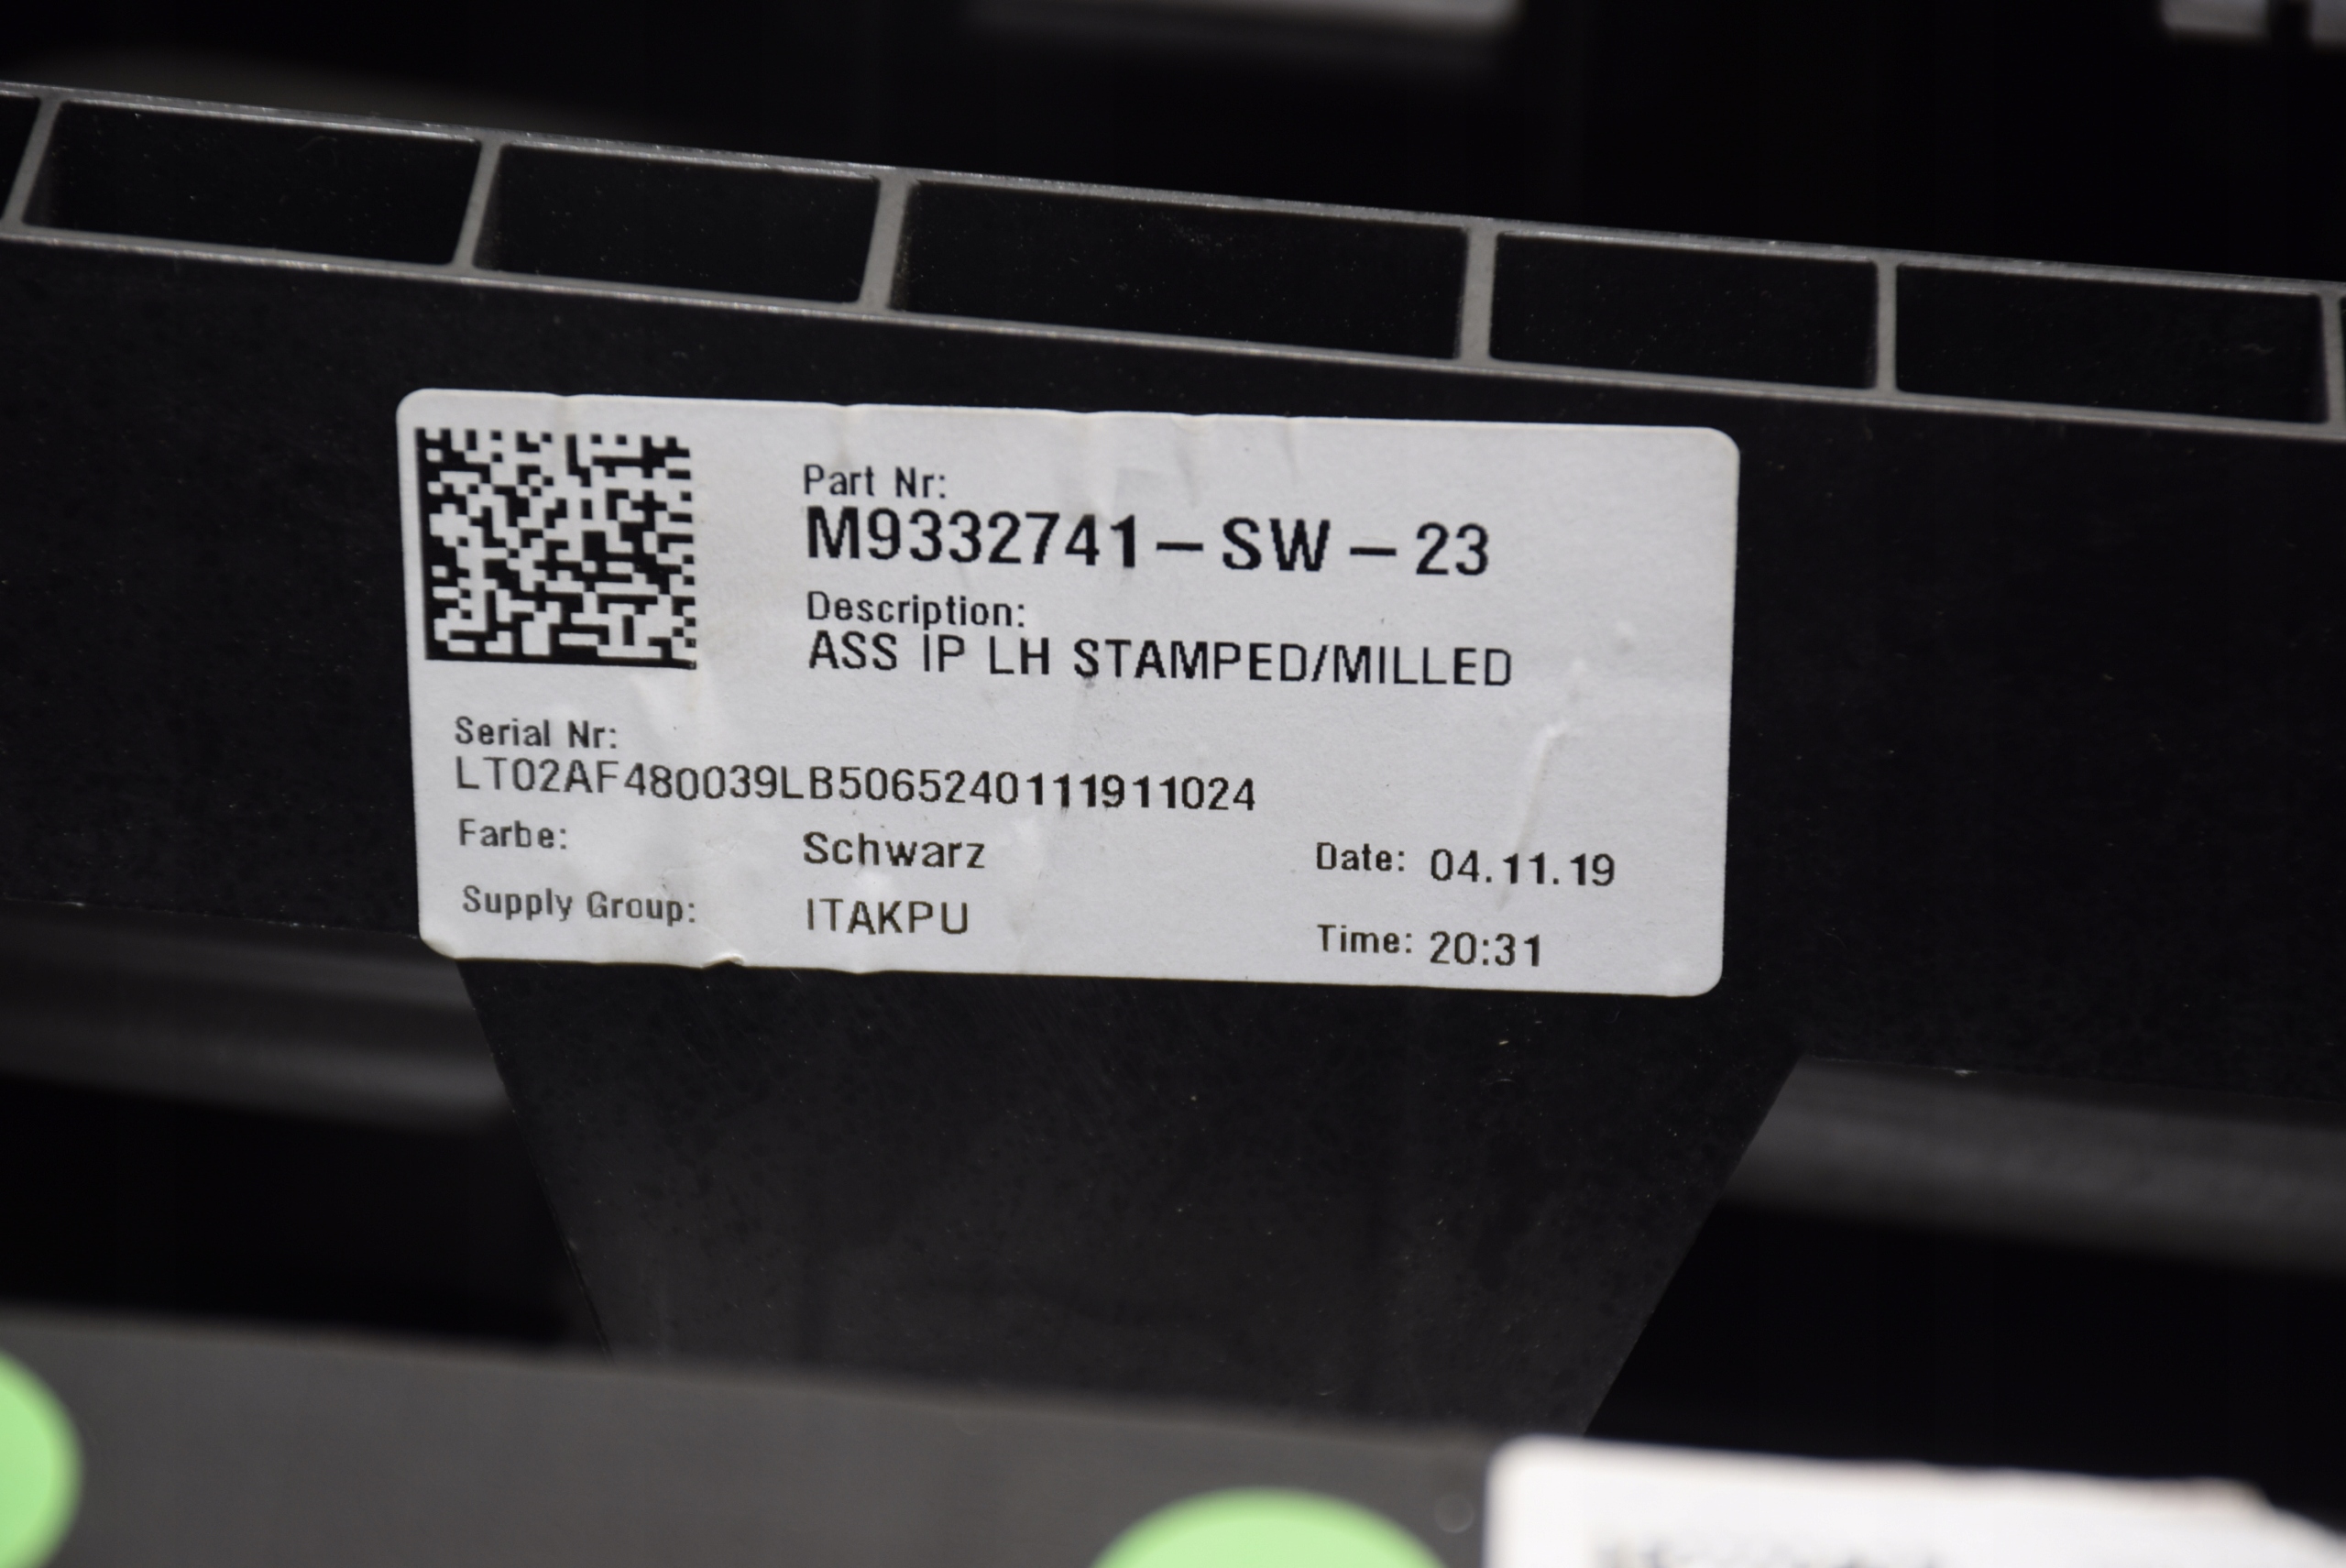 Part Nr:
M9332741-SW-23
Description:
ASS IP LH STAMPED/MILLED
Serial Nr:
LT02AF480039LB5065240111911024
Farbe: Schwarz Date: 04.11.19
Supply Group: ITAKPU Time: 20:31